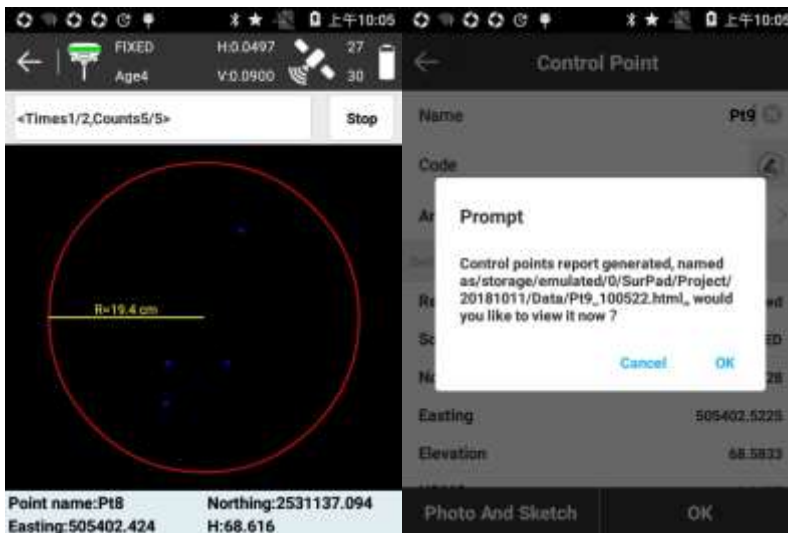 上午10:05
FIXED
H:0.0497
27
Age4
V:0.0900
30
<Times1/2,Counts5/5>
Stop
R=19.4 cm
Point name:Pt8
Northing:2531137.094
Easting:505402.424
H:68.616
上午10:05
Control Point
Name
Pt9
Code
Prompt
Control points report generated, named
as/storage/emulated/0/SurPad/Project/
20181011/Data/Pt9_100522.html,, would
you like to view it now ?
Cancel
OK
Easting
505402.5225
Elevation
68.5833
Photo And Sketch
OK